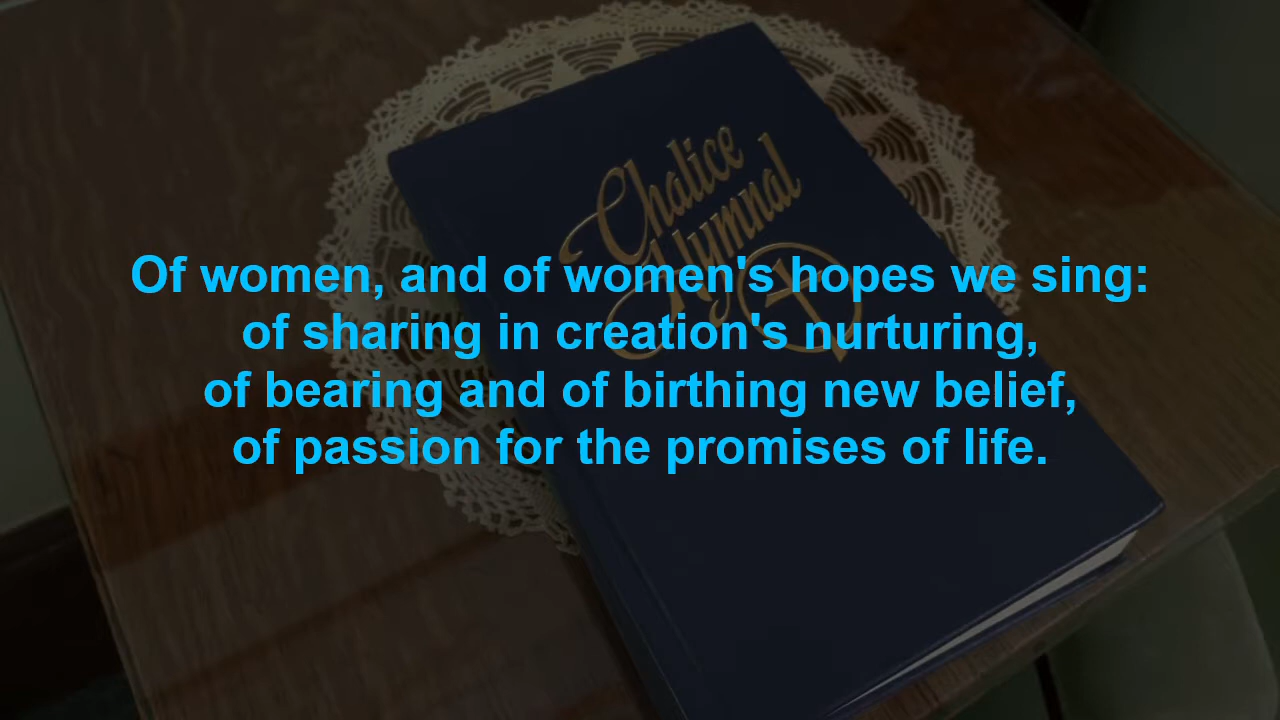 Chalice
Hymnal
Of women, and of women's hopes we sing:
of sharing in creation's nurturing,
of bearing and of birthing new belief,
of passion for the promises of life.